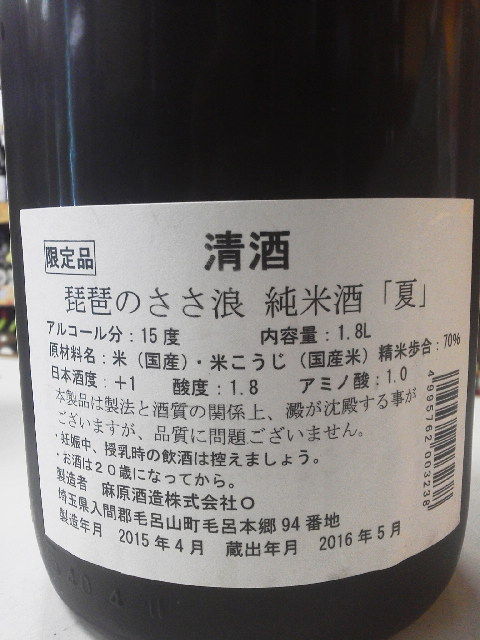 限定品
清酒
琵琶のささ浪 純米酒「夏」
アルコール分：15度 内容量：1.8L
原材料名：米（国産）・米こうじ（国産米）精米歩合：70%
日本酒度：+1 酸度：1.8 アミノ酸：1.0
本製品は製法と酒質の関係上、澱が沈殿する事が
ございますが、品質に問題ございません。
・妊娠中、授乳時の飲酒は控えましょう。
・お酒は20歳になってから。
製造者 麻原酒造株式会社○
埼玉県入間郡毛呂山町毛呂本郷94番地
製造年月 2015年4月 蔵出年月 2016年5月
4995762003239